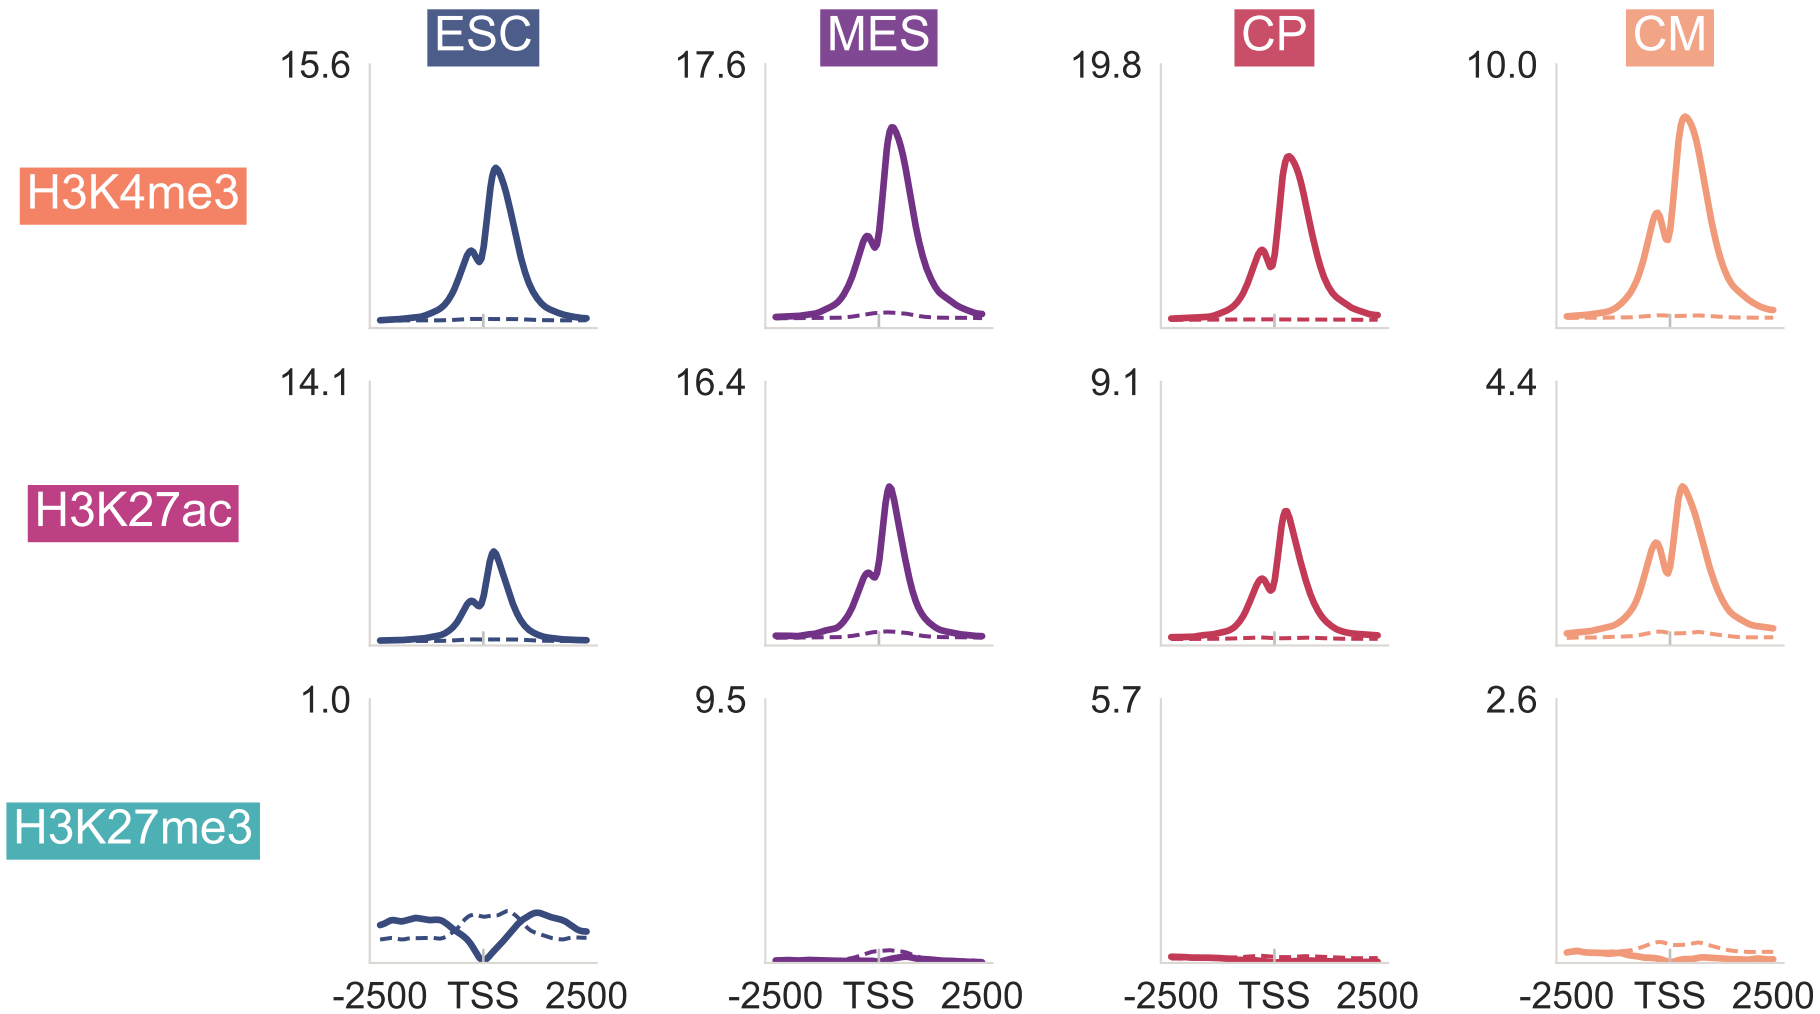 ESC MES CP CM
15.6 17.6 19.8 10.0
H3K4me3
14.1 16.4 9.1 4.4
H3K27ac
1.0 9.5 5.7 2.6
H3K27me3
-2500 TSS 2500 -2500 TSS 2500 -2500 TSS 2500 -2500 TSS 2500